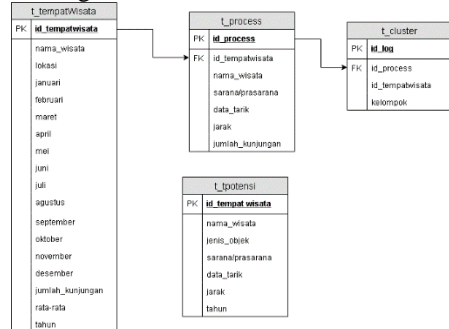 t_tempatWisata
PK id_tempatwisata
nama_wisata
lokasi
januari
februari
maret
april
mei
juni
juli
agustus
september
oktober
november
desember
jumlah_kunjungan
rata-rata
tahun
t_process
PK id_process
FK id_tempatwisata
nama_wisata
sarana/prasarana
data_tarik
jarak
jumlah_kunjungan
t_cluster
PK id_log
FK id_process
id_tempatwisata
kelompok
t_tpotensi
PK id_tempat wisata
nama_wisata
jenis_objek
sarana/prasarana
data_tarik
jarak
tahun